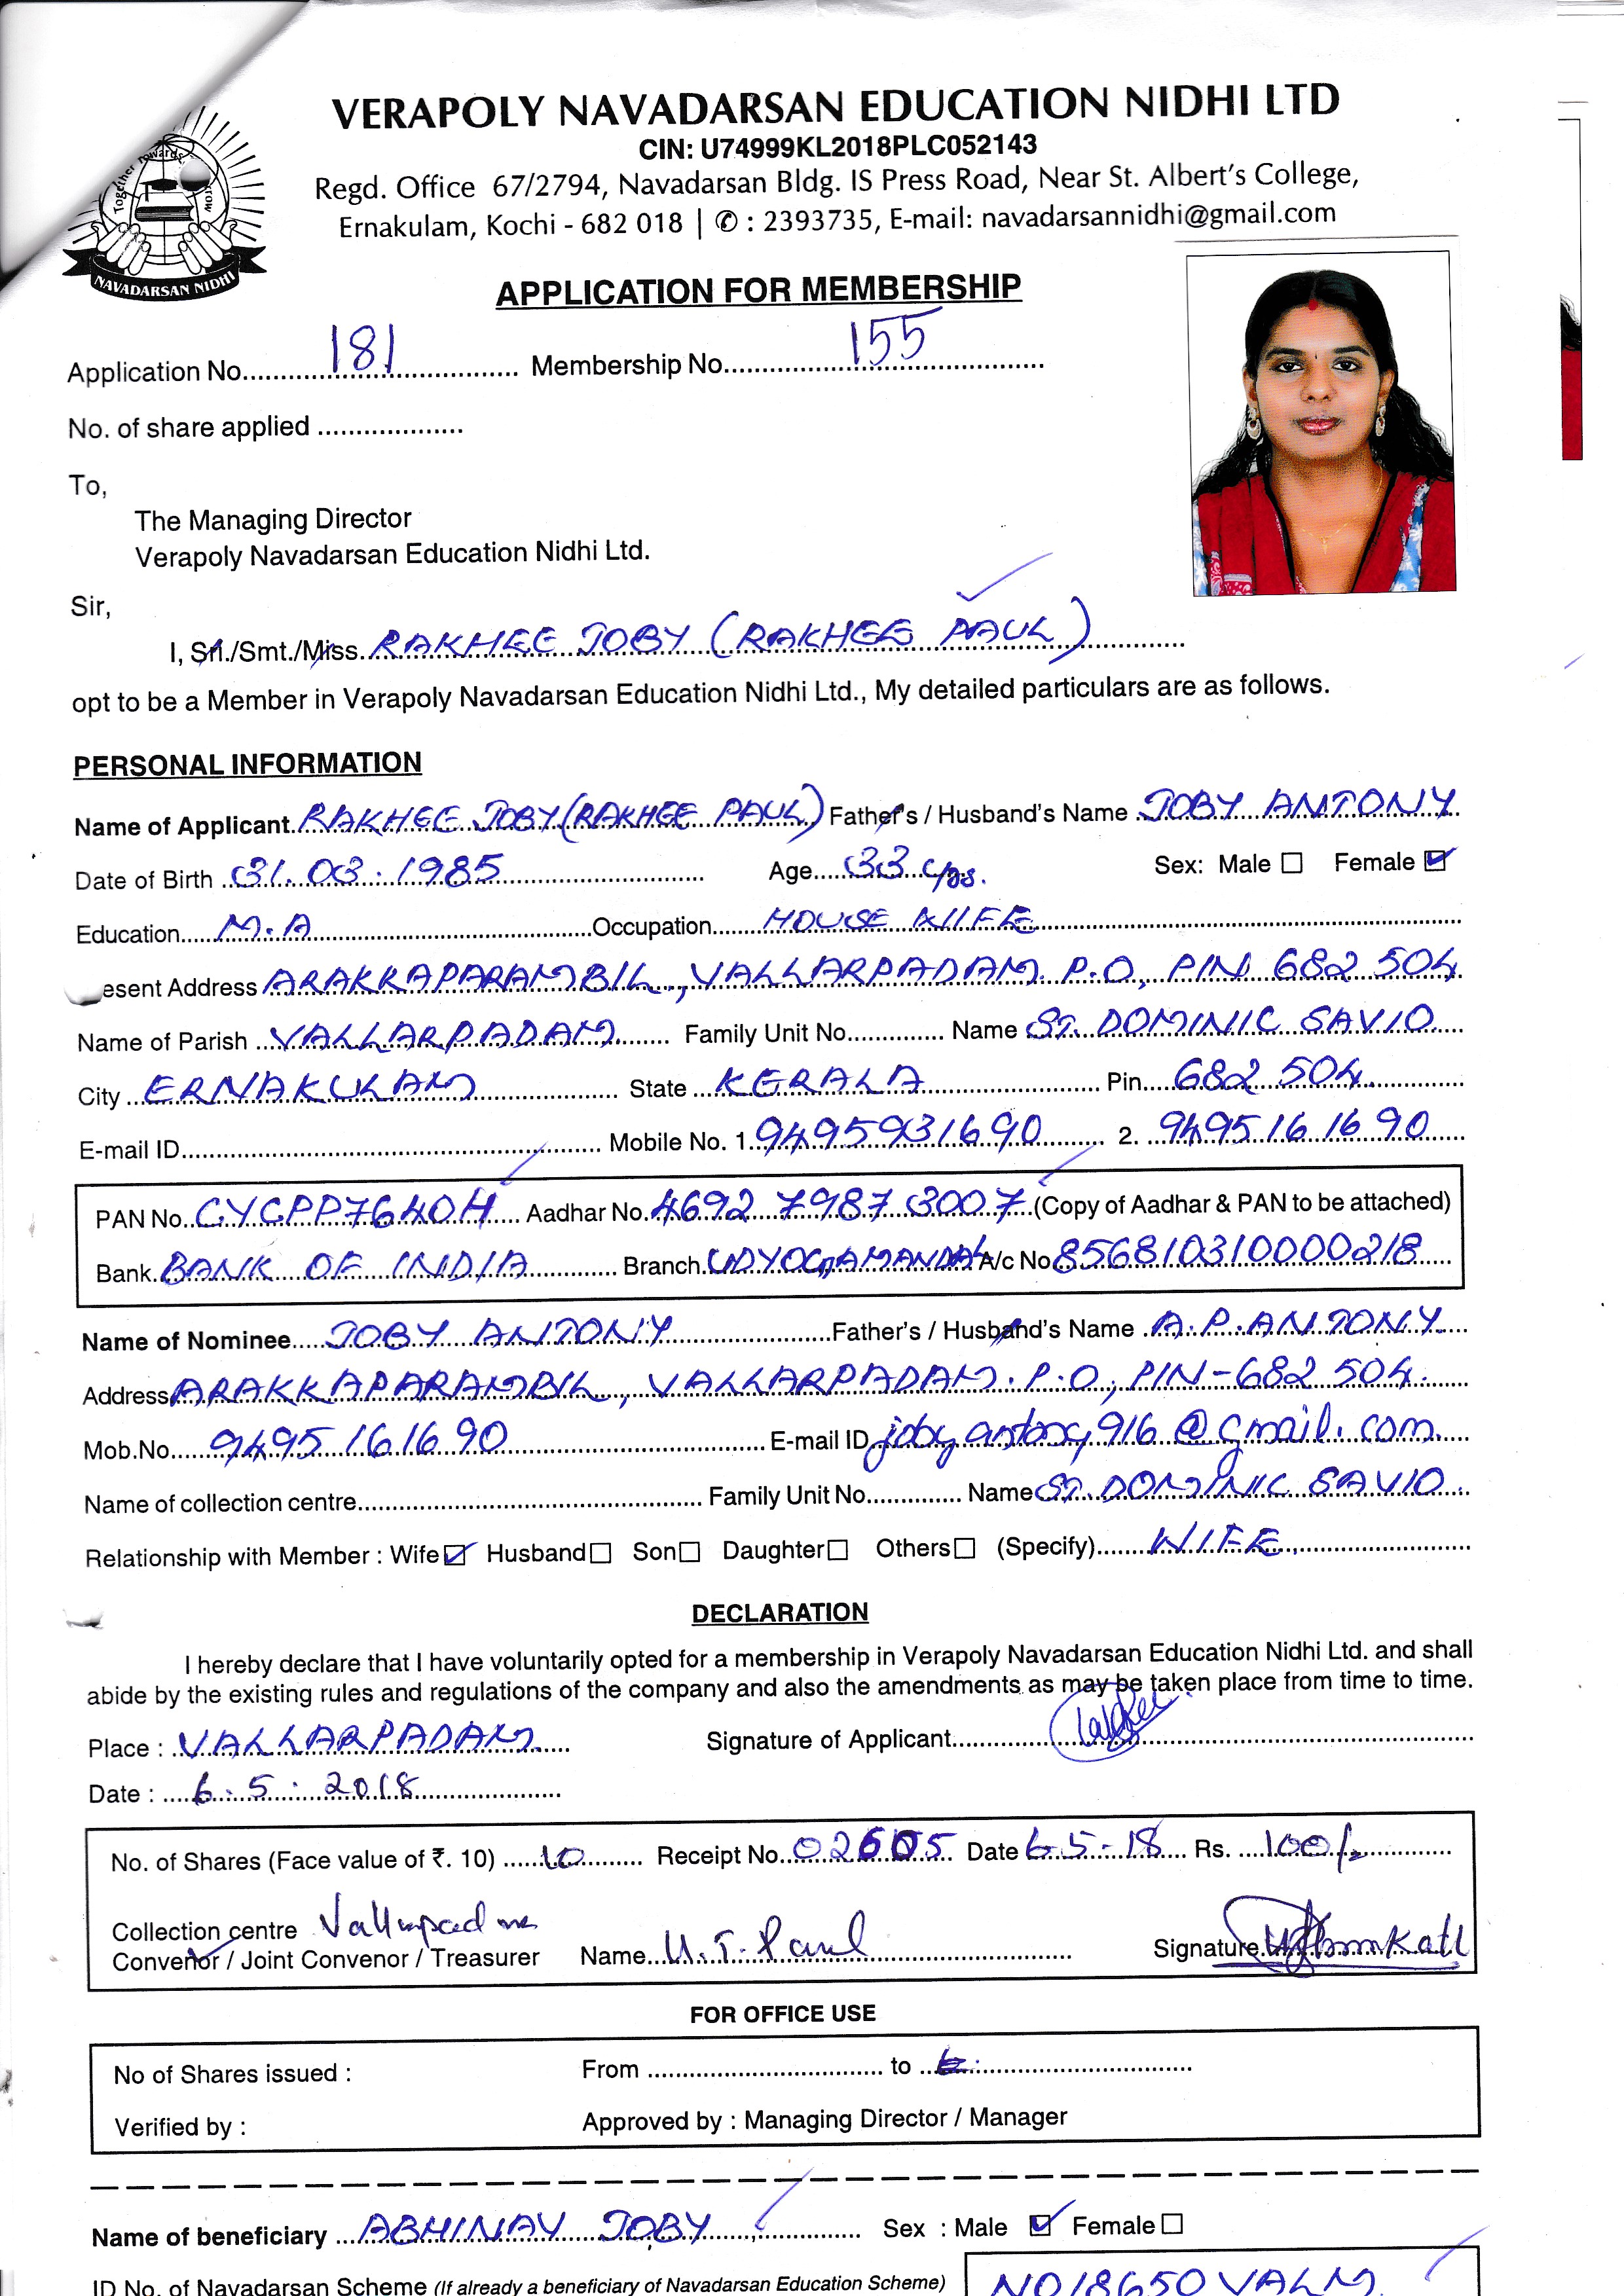 VERAPOLY NAVADARSAN EDUCATION NIDHI LTD
CIN: U74999KL2018PLC052143
Regd. Office 67/2794, Navadarsan Bldg. IS Press Road, Near St. Albert's College,
Ernakulam, Kochi - 682 018 | ✆ : 2393735, E-mail: navadarsannidhi@gmail.com
Together towards
NAVADARSAN NIDHI
APPLICATION FOR MEMBERSHIP
Application No. 181 Membership No. 155
No. of share applied
To,
The Managing Director
Verapoly Navadarsan Education Nidhi Ltd.
Sir,
I, Sri./Smt./Miss. RAKHEE JOBY (RAKHEE PAUL)
opt to be a Member in Verapoly Navadarsan Education Nidhi Ltd., My detailed particulars are as follows.
PERSONAL INFORMATION
Name of Applicant. RAKHEE JOBY (RAKHEE PAUL) Father's / Husband's Name JOBY ANTONY
Date of Birth 31.03.1985 Age 33 yrs. Sex: Male ☐ Female ☑
Education M.A Occupation HOUSE WIFE
esent Address ARAKKAPARAMBIL, VALLARPADAM P.O, PIN 682 504
Name of Parish VALLARPADAM Family Unit No. Name ST. DOMINIC SAVIO
City ERNAKULAM State KERALA Pin 682 504
E-mail ID Mobile No. 1. 9495931690 2. 9495161690
PAN No. CYCPP7640H Aadhar No. 4692 7987 3007 (Copy of Aadhar & PAN to be attached)
Bank. BANK OF INDIA Branch. UDYOGAMANDAL A/c No 856810310000218
Name of Nominee JOBY ANTONY Father's / Husband's Name A.P. ANTONY
Address ARAKKAPARAMBIL, VALLARPADAM.P.O, PIN-682 504.
Mob.No. 9495161690 E-mail ID jobyantony916@gmail.com
Name of collection centre Family Unit No. Name ST. DOMINIC SAVIO
Relationship with Member : Wife ☑ Husband ☐ Son ☐ Daughter ☐ Others ☐ (Specify) WIFE
DECLARATION
I hereby declare that I have voluntarily opted for a membership in Verapoly Navadarsan Education Nidhi Ltd. and shall
abide by the existing rules and regulations of the company and also the amendments as may be taken place from time to time.
Place : VALLARPADAM Signature of Applicant
Date : 6.5.2018
No. of Shares (Face value of ₹. 10) 10 Receipt No. 02605 Date 6-5-18 Rs. 100/-
Collection centre
Convenor / Joint Convenor / Treasurer Name. U.T. Paul Signature
FOR OFFICE USE
No of Shares issued : From to
Verified by : Approved by : Managing Director / Manager
Name of beneficiary ABHINAV JOBY Sex : Male ☑ Female ☐
ID No. of Navadarsan Scheme (If already a beneficiary of Navadarsan Education Scheme) NO18650VALM